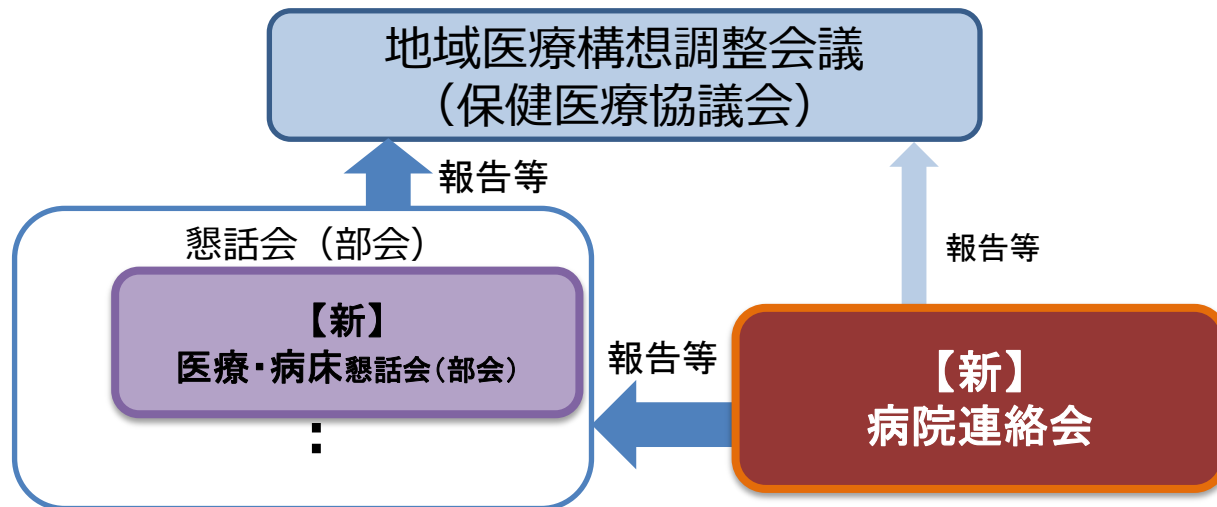 地域医療構想調整会議
（保健医療協議会）
報告等
報告等
懇話会（部会）
【新】
医療・病床懇話会（部会）
：
報告等
【新】
病院連絡会